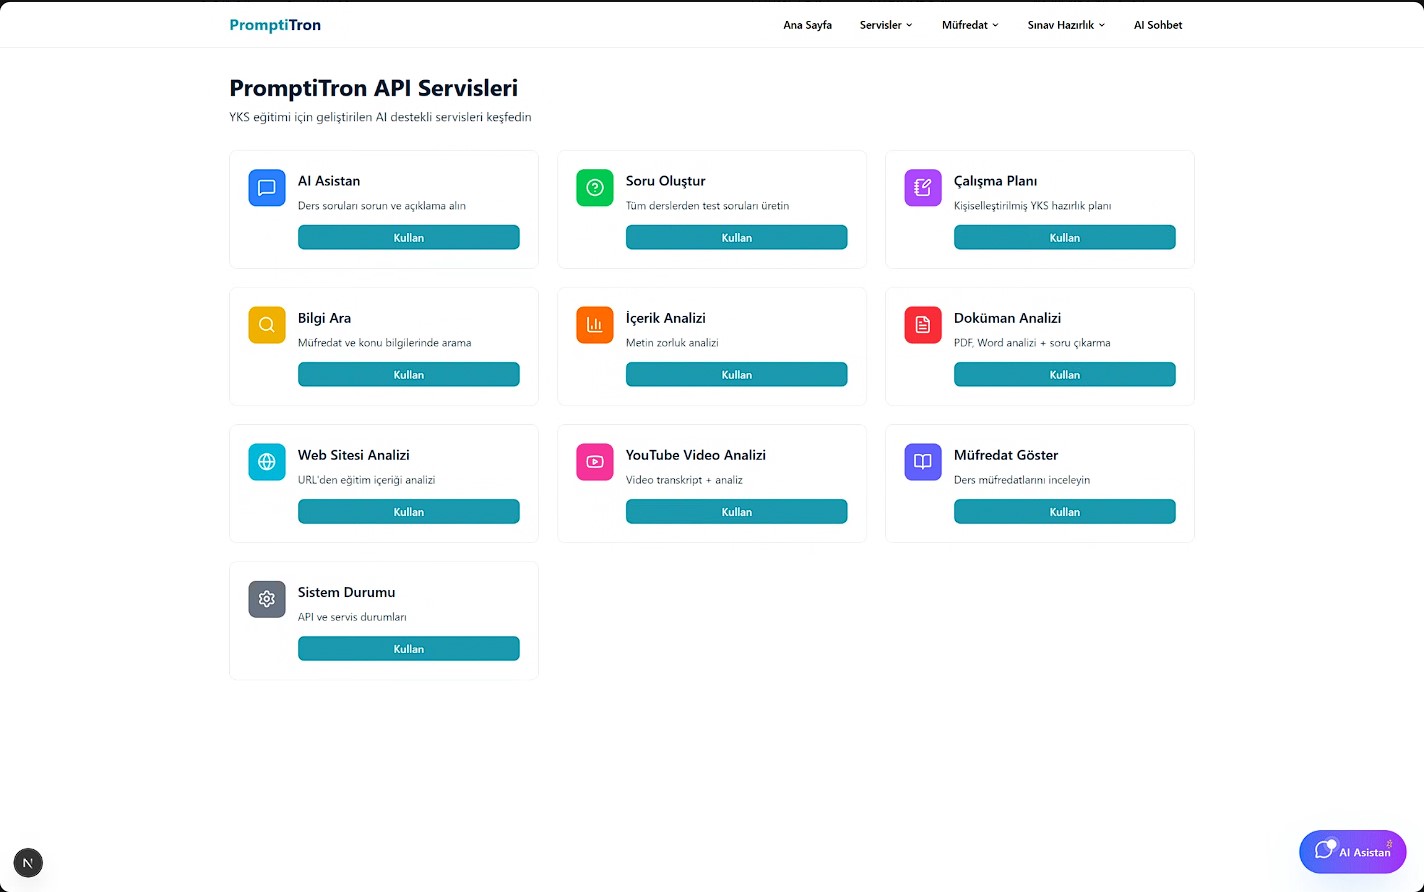 PromptiTron
Ana Sayfa
Servisler
Müfredat
Sınav Hazırlık
AI Sohbet
PromptiTron API Servisleri
YKS eğitimi için geliştirilen AI destekli servisleri keşfedin
AI Asistan
Ders soruları sorun ve açıklama alın
Kullan
Soru Oluştur
Tüm derslerden test soruları üretin
Kullan
Çalışma Planı
Kişiselleştirilmiş YKS hazırlık planı
Kullan
Bilgi Ara
Müfredat ve konu bilgilerinde arama
Kullan
İçerik Analizi
Metin zorluk analizi
Kullan
Doküman Analizi
PDF, Word analizi + soru çıkarma
Kullan
Web Sitesi Analizi
URL'den eğitim içeriği analizi
Kullan
YouTube Video Analizi
Video transkript + analiz
Kullan
Müfredat Göster
Ders müfredatlarını inceleyin
Kullan
Sistem Durumu
API ve servis durumları
Kullan
N
AI Asistan